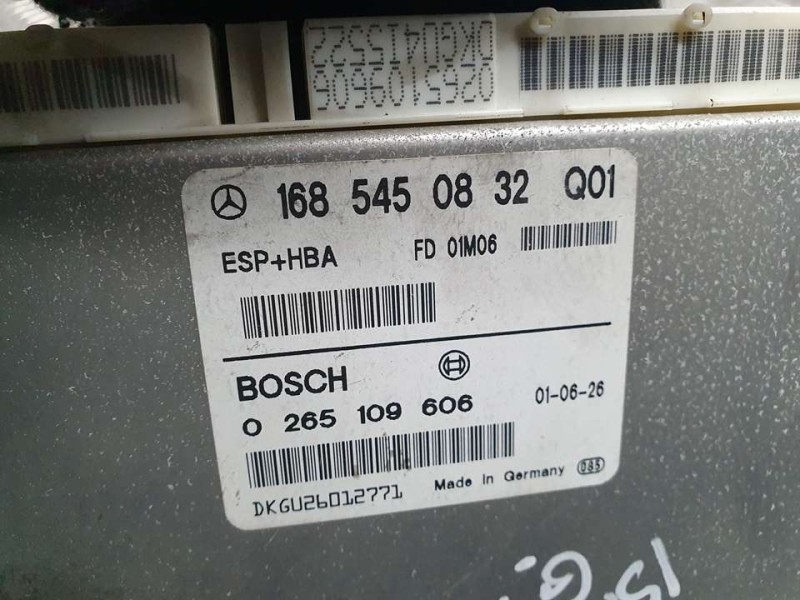 DKG04I5522
0265109606
168 545 08 32 Q01
ESP+HBA FD 01M06
BOSCH
0 265 109 606 01-06-26
Made in Germany 085
DKGU26012771